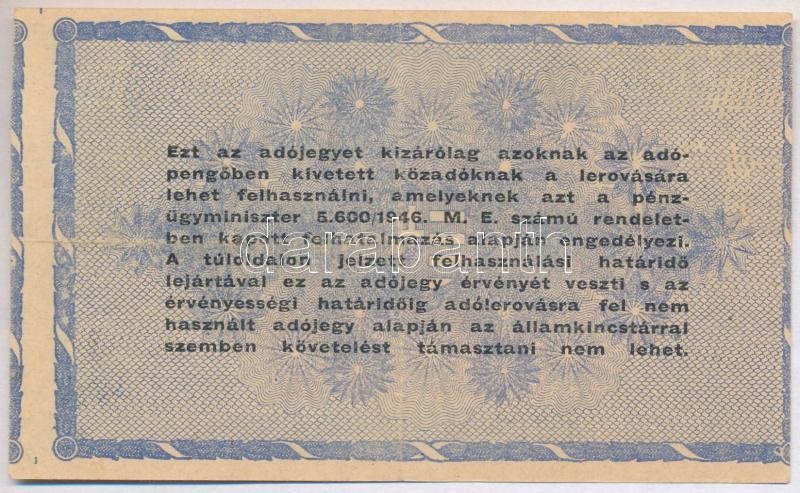 Ezt az adójegyet kizárólag azoknak az adó-
pengőben kivetett közadóknak a lerovására
lehet felhasználni, amelyeknek azt a pénz-
ügyminiszter 5.600/1946. M. E. számú rendelet-
ben kapott felhatalmazás alapján engedélyezi.
A túloldalon jelzett felhasználási határidő
lejártával ez az adójegy érvényét veszti s az
érvényességi határidőig adólerovásra fel nem
használt adójegy alapján az államkincstárral
szemben követelést támasztani nem lehet.
darabanth